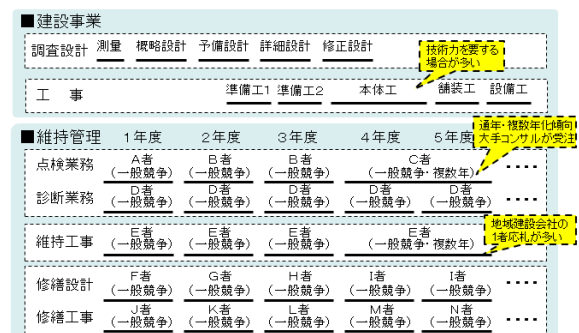 ■建設事業
調査設計 測量 概略設計 予備設計 詳細設計 修正設計
技術力を要する
場合が多い
工 事 準備工1 準備工2 本体工 舗装工 設備工
■維持管理 1年度 2年度 3年度 4年度 5年度
通年・複数年化傾向
大手コンサルが受注
点検業務 A者 B者 B者 C者
(一般競争) (一般競争) (一般競争) (一般競争・複数年) ‥‥
診断業務 D者 D者 D者 D者 D者
(一般競争) (一般競争) (一般競争) (一般競争) (一般競争) ‥‥
地域建設会社の
1者応札が多い
維持工事 E者 E者 E者 E者
(一般競争) (一般競争) (一般競争) (一般競争・複数年)
修繕設計 F者 G者 H者 I者 I者
(一般競争) (一般競争) (一般競争) (一般競争) (一般競争) ‥‥
修繕工事 J者 K者 L者 M者 N者
(一般競争) (一般競争) (一般競争) (一般競争) (一般競争) ‥‥